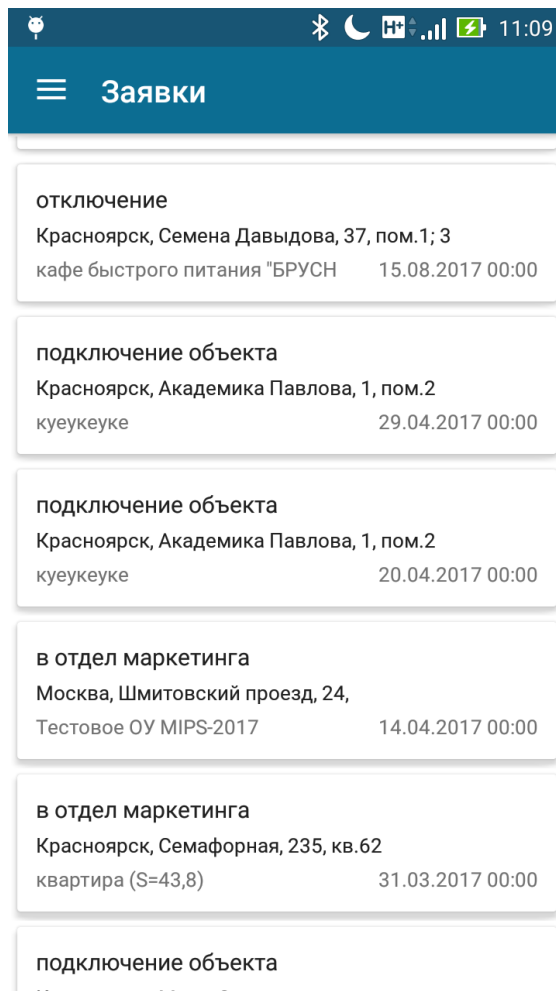 H+ 11:09
Заявки
отключение
Красноярск, Семена Давыдова, 37, пом.1; 3
кафе быстрого питания "БРУСН 15.08.2017 00:00
подключение объекта
Красноярск, Академика Павлова, 1, пом.2
куеукеуке 29.04.2017 00:00
подключение объекта
Красноярск, Академика Павлова, 1, пом.2
куеукеуке 20.04.2017 00:00
в отдел маркетинга
Москва, Шмитовский проезд, 24,
Тестовое ОУ MIPS-2017 14.04.2017 00:00
в отдел маркетинга
Красноярск, Семафорная, 235, кв.62
квартира (S=43,8) 31.03.2017 00:00
подключение объекта